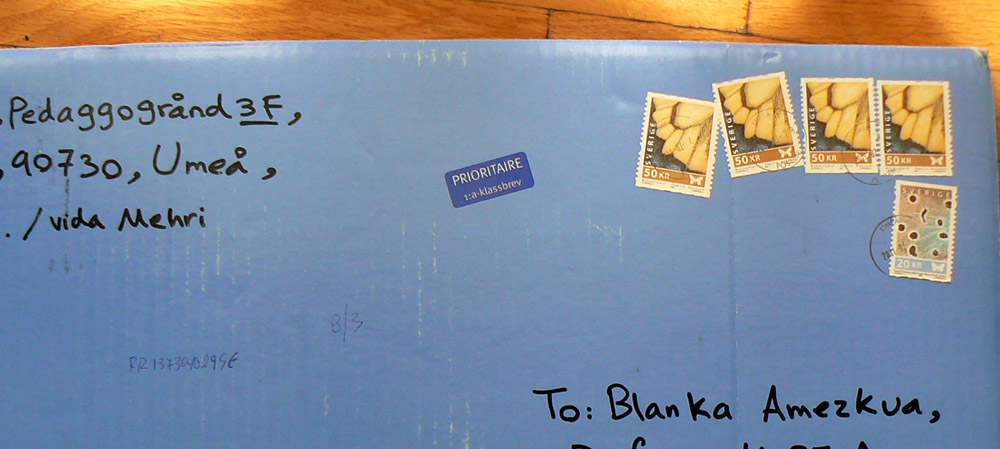 Pedaggogränd 3F,
90730, Umeå,
./vida Mehri
PRIORITAIRE
1:a-klassbrev
SVERIGE
50 KR
SVERIGE
50 KR
SVERIGE
50 KR
SVERIGE
50 KR
SVERIGE
20 KR
8/3
To: Blanka Amezkua,